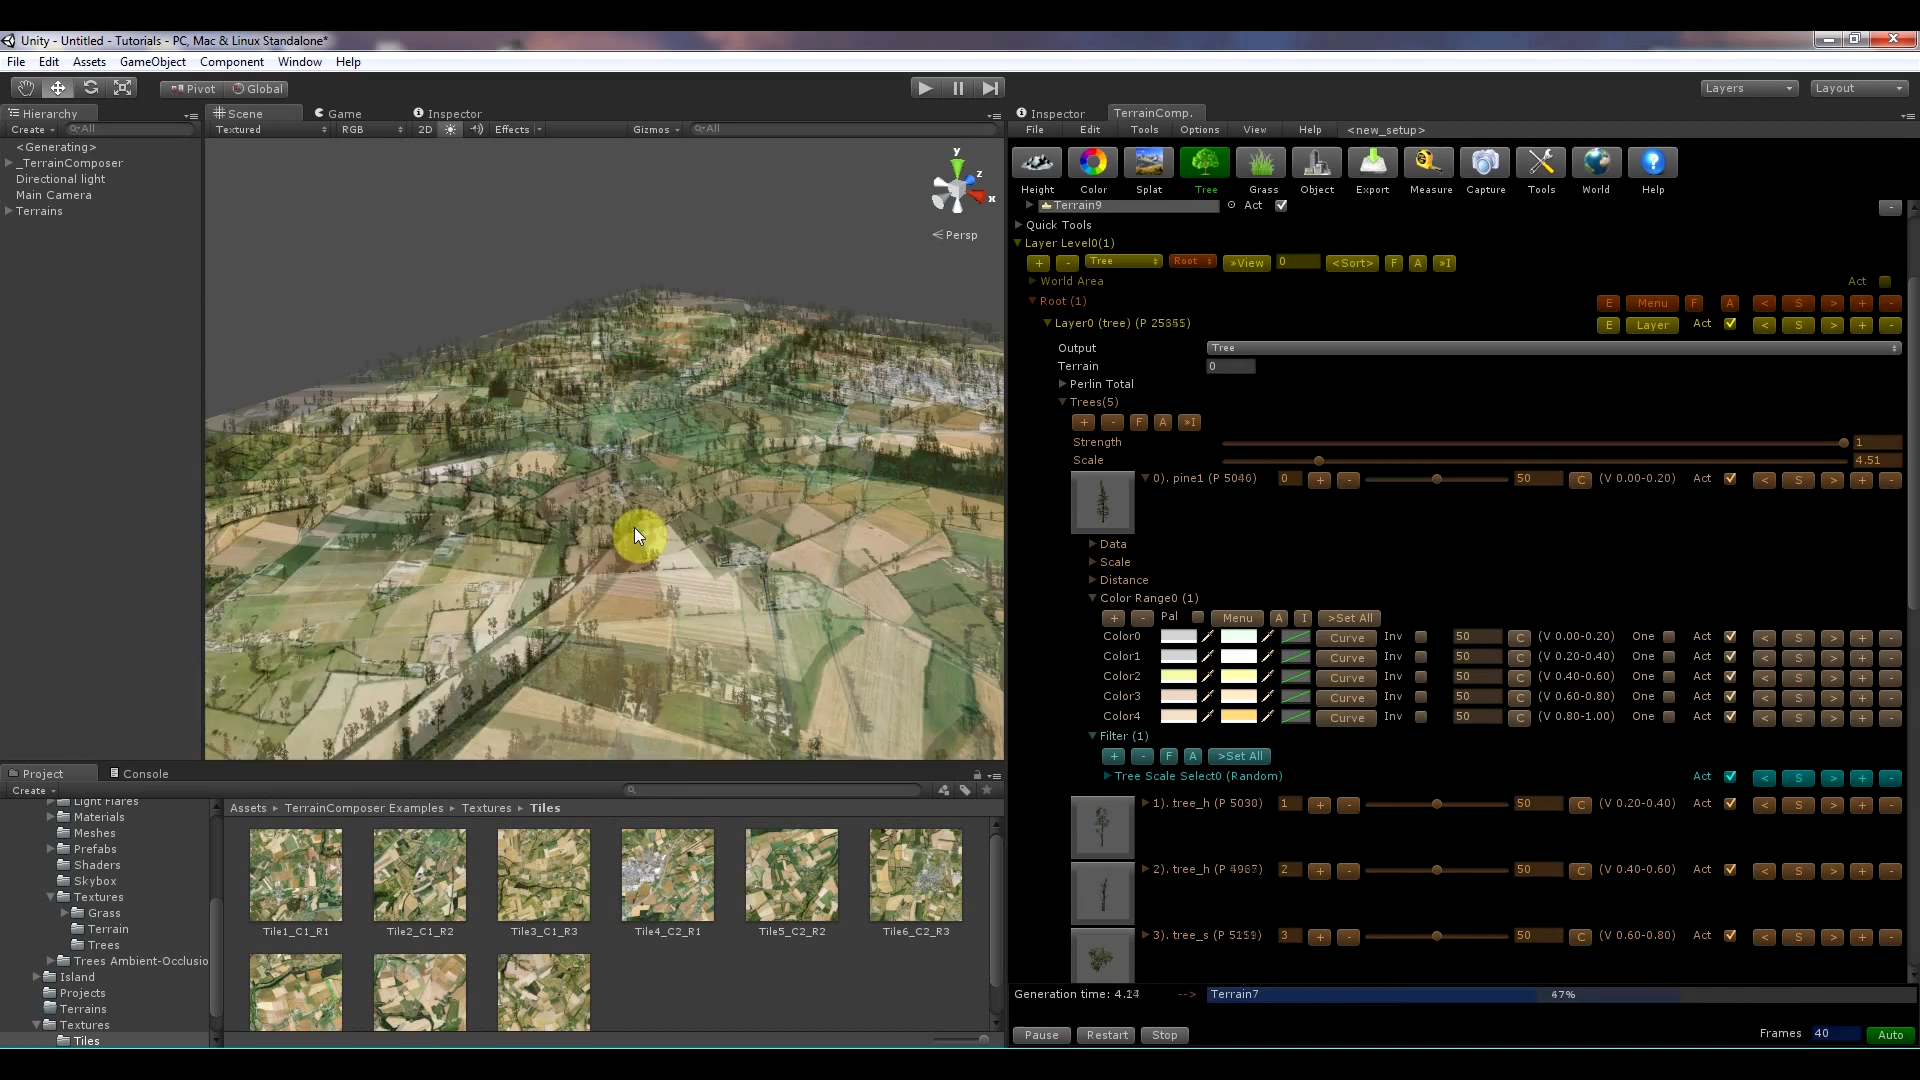 Unity - Untitled - Tutorials - PC, Mac & Linux Standalone*
File Edit Assets GameObject Component Window Help
Pivot Global Layers Layout
Hierarchy
Create All
<Generating>
_TerrainComposer
Directional light
Main Camera
Terrains
Scene Game Inspector
Textured RGB 2D Effects Gizmos All
y
z
x
Persp
Inspector TerrainComp.
File Edit Tools Options View Help <new_setup>
Height Color Splat Tree Grass Object Export Measure Capture Tools World Help
Terrain9 Act -
Quick Tools
Layer Level0(1)
+ - Tree Root »View 0 <Sort> F A »I
World Area Act
Root (1) E Menu F A < S > + -
Layer0 (tree) (P ) E Layer Act < S > + -
Output Tree
Terrain 0
Perlin Total
Trees(5)
+ - F A »I
Strength 1
Scale 4.51
0). pine1 (P 5046) 0 + - 50 C (V 0.00-0.20) Act < S > + -
Data
Scale
Distance
Color Range0 (1)
+ - Pal Menu A I >Set All
Color0 Curve Inv 50 C (V 0.00-0.20) One Act < S > + -
Color1 Curve Inv 50 C (V 0.20-0.40) One Act < S > + -
Color2 Curve Inv 50 C (V 0.40-0.60) One Act < S > + -
Color3 Curve Inv 50 C (V 0.60-0.80) One Act < S > + -
Color4 Curve Inv 50 C (V 0.80-1.00) One Act < S > + -
Filter (1)
+ - F A >Set All
Tree Scale Select0 (Random) Act < S > + -
1). tree_h (P 5030) 1 + - 50 C (V 0.20-0.40) Act < S > + -
2). tree_h (P ) 2 + - 50 C (V 0.40-0.60) Act < S > + -
3). tree_s (P ) 3 + - 50 C (V 0.60-0.80) Act < S > + -
Generation time: --> Terrain7 47%
Pause Restart Stop Frames 40 Auto
Project Console
Create
Light Flares
Materials
Meshes
Prefabs
Shaders
Skybox
Textures
Grass
Terrain
Trees
Trees Ambient-Occlusio
Island
Projects
Terrains
Textures
Tiles
Assets TerrainComposer Examples Textures Tiles
Tile1_C1_R1 Tile2_C1_R2 Tile3_C1_R3 Tile4_C2_R1 Tile5_C2_R2 Tile6_C2_R3